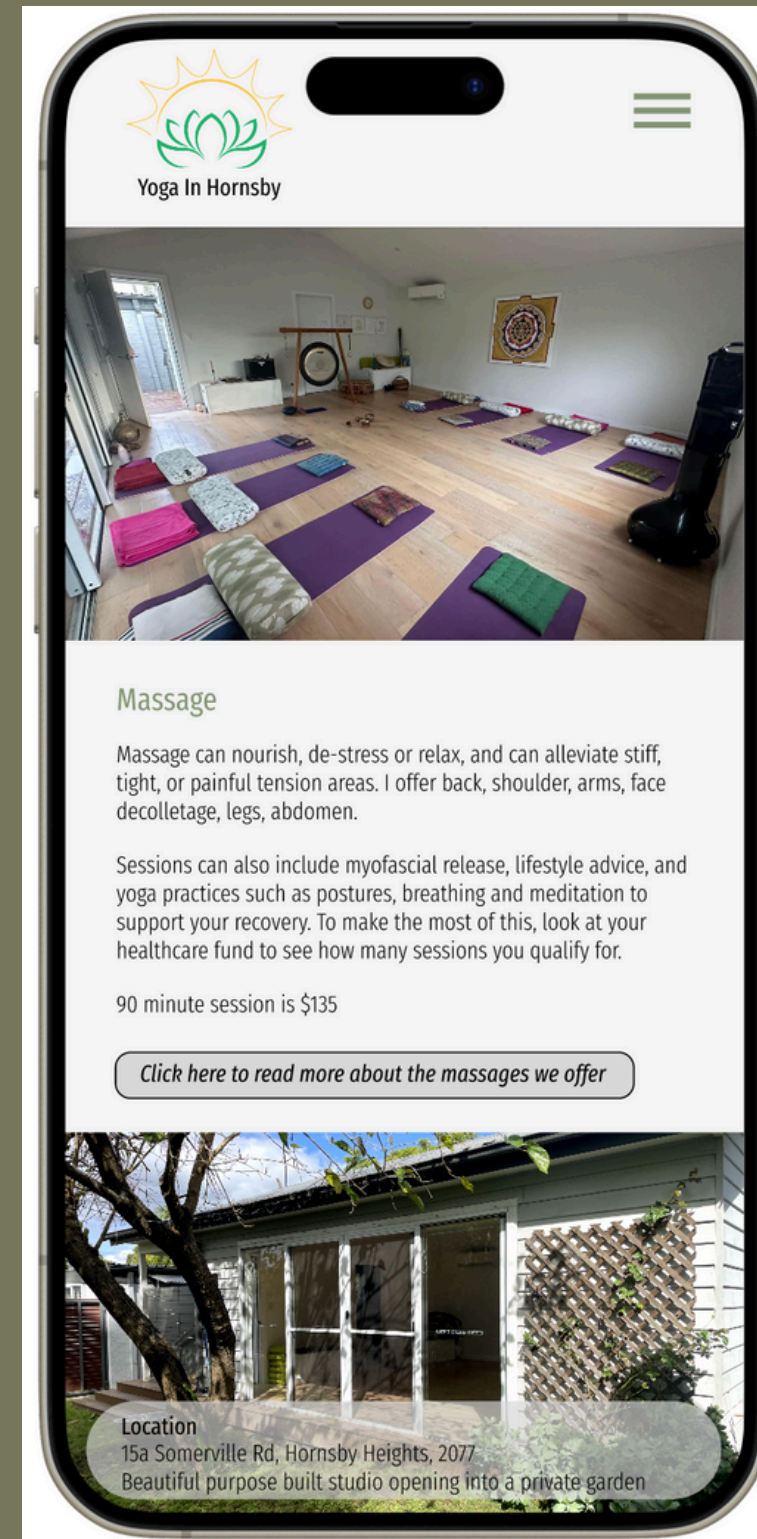 Yoga In Hornsby
Massage
Massage can nourish, de-stress or relax, and can alleviate stiff,
tight, or painful tension areas. I offer back, shoulder, arms, face
decolletage, legs, abdomen.
Sessions can also include myofascial release, lifestyle advice, and
yoga practices such as postures, breathing and meditation to
support your recovery. To make the most of this, look at your
healthcare fund to see how many sessions you qualify for.
90 minute session is $135
Click here to read more about the massages we offer
Location
15a Somerville Rd, Hornsby Heights, 2077
Beautiful purpose built studio opening into a private garden